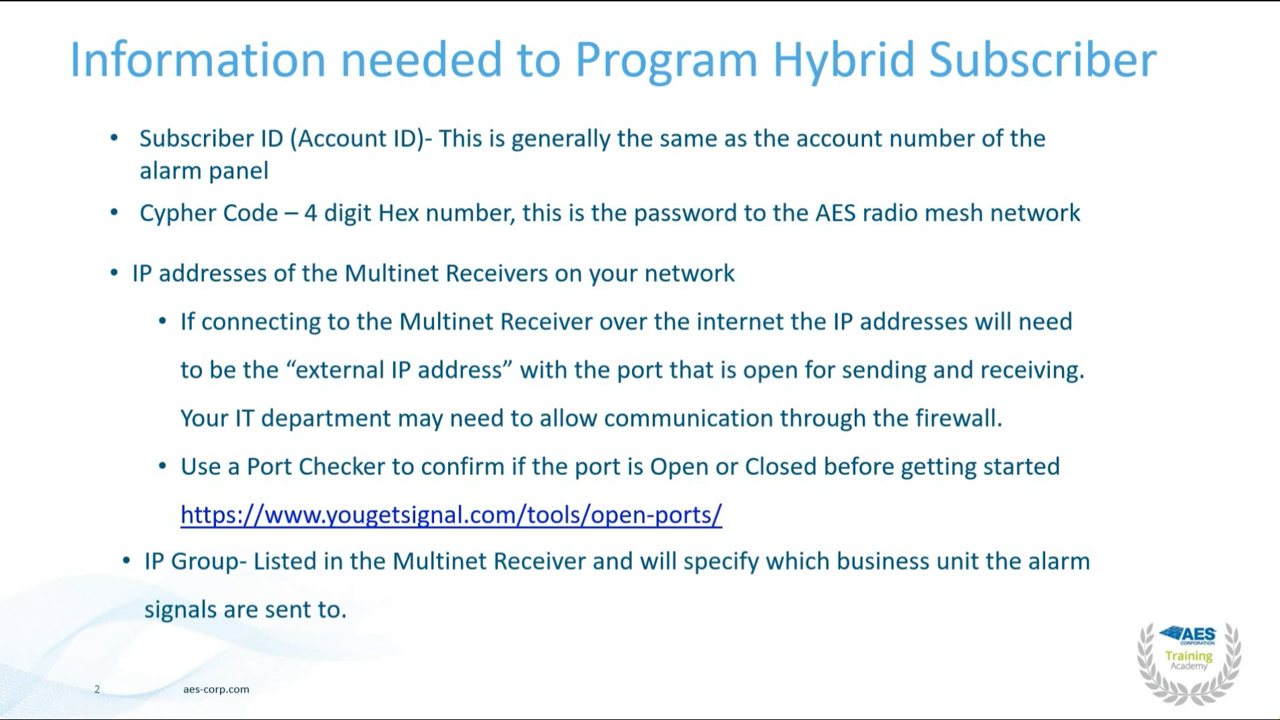 Information needed to Program Hybrid Subscriber
• Subscriber ID (Account ID)- This is generally the same as the account number of the
alarm panel
• Cypher Code – 4 digit Hex number, this is the password to the AES radio mesh network
• IP addresses of the Multinet Receivers on your network
• If connecting to the Multinet Receiver over the internet the IP addresses will need
to be the “external IP address” with the port that is open for sending and receiving.
Your IT department may need to allow communication through the firewall.
• Use a Port Checker to confirm if the port is Open or Closed before getting started
https://www.yougetsignal.com/tools/open-ports/
• IP Group- Listed in the Multinet Receiver and will specify which business unit the alarm
signals are sent to.
AES
CORPORATION
Training
Academy
2
aes-corp.com